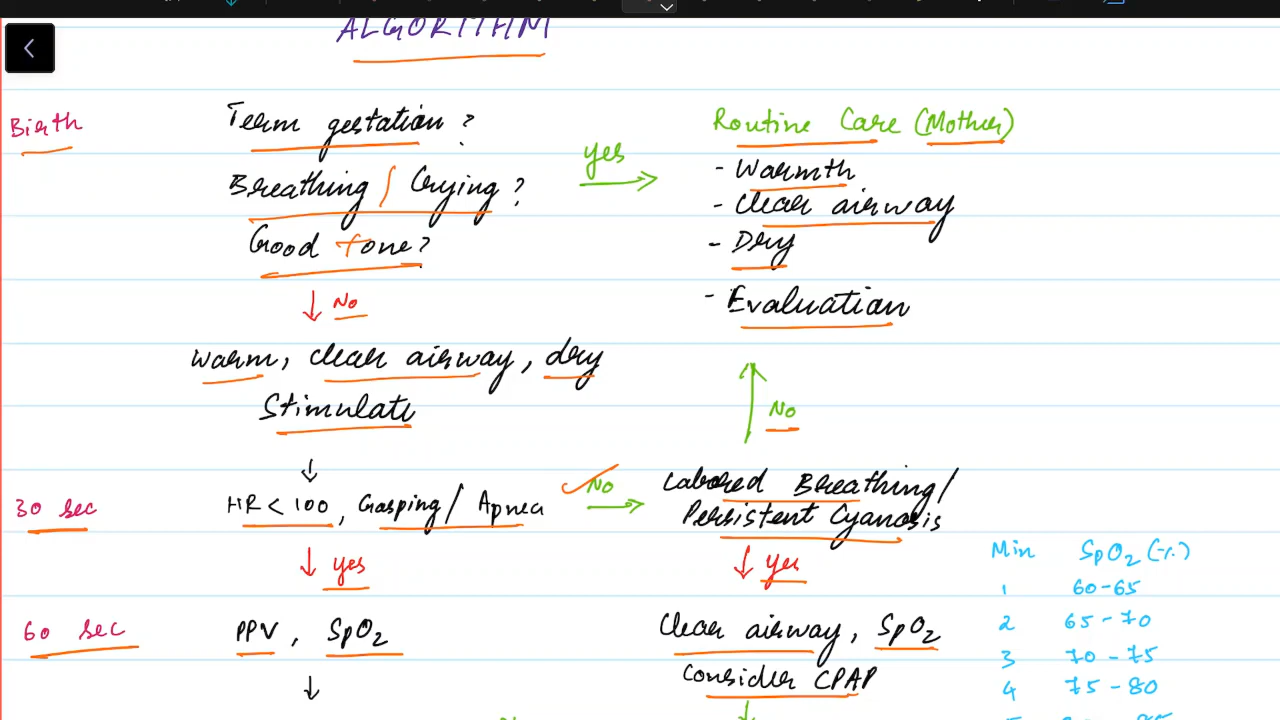 ALGORITHM
Birth
Term gestation?
Breathing / Crying?
Good tone?
yes
Routine Care (Mother)
- Warmth
- Clear airway
- Dry
- Evaluation
No
warm, clear airway, dry
Stimulate
No
30 sec
HR < 100, Gasping / Apnea
No
Labored Breathing/
Persistent Cyanosis
yes
yes
Min SpO2 (%)
1 60-65
2 65-70
3 70-75
4 75-80
60 sec
PPV, SpO2
Clear airway, SpO2
Consider CPAP